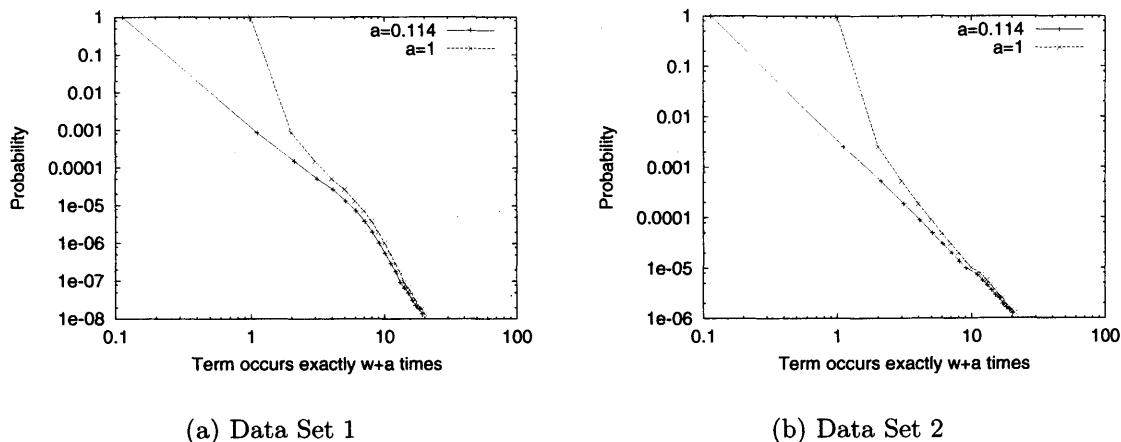 1
0.1
0.01
0.001
0.0001
1e-05
1e-06
1e-07
1e-08
Probability
a=0.114
a=1
0.1 1 10 100
Term occurs exactly w+a times
(a) Data Set 1
1
0.1
0.01
0.001
0.0001
1e-05
1e-06
Probability
a=0.114
a=1
0.1 1 10 100
Term occurs exactly w+a times
(b) Data Set 2